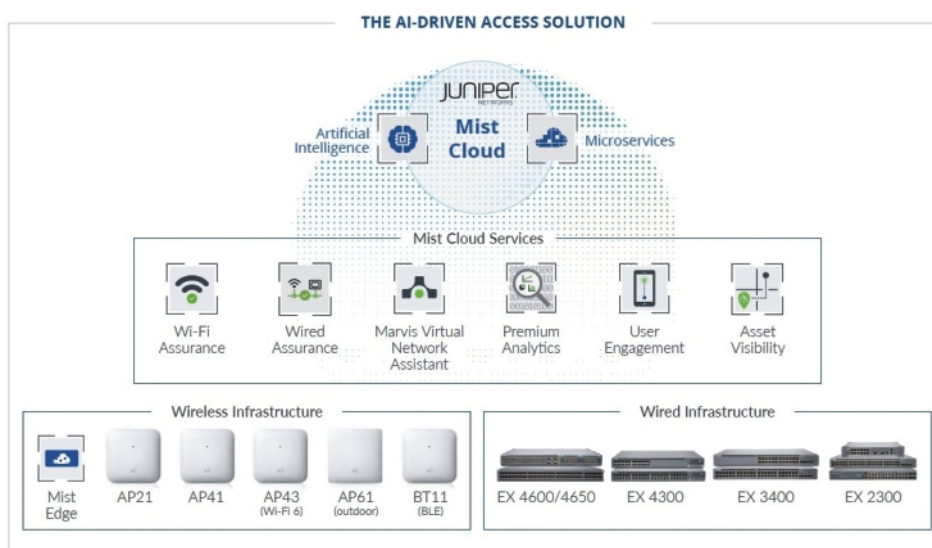 THE AI-DRIVEN ACCESS SOLUTION
JUNIPER
NETWORKS
Mist
Cloud
Artificial
Intelligence
Microservices
Mist Cloud Services
Wi-Fi
Assurance
Wired
Assurance
Marvis Virtual
Network
Assistant
Premium
Analytics
User
Engagement
Asset
Visibility
Wireless Infrastructure
Mist
Edge
AP21
AP41
AP43
(Wi-Fi 6)
AP61
(outdoor)
BT11
(BLE)
Wired Infrastructure
EX 4600/4650
EX 4300
EX 3400
EX 2300